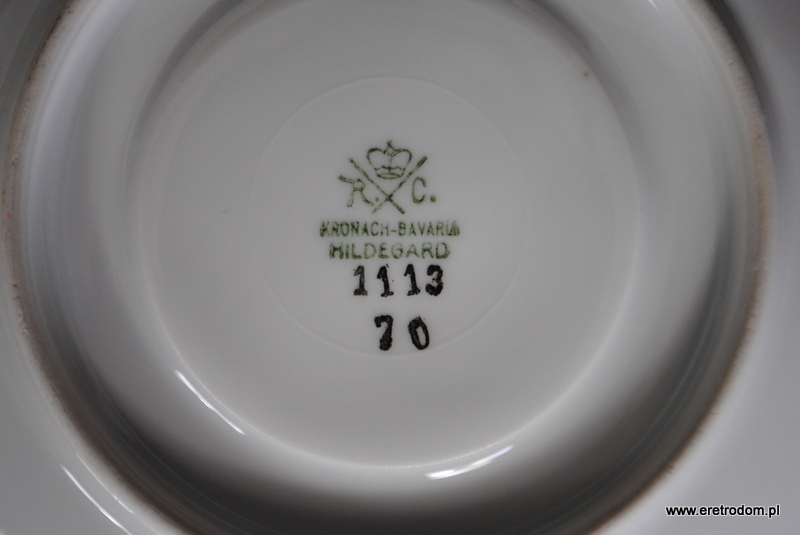 R. C.
KRONACH-BAVARIA
HILDEGARD
1113
70
www.eretrodom.pl